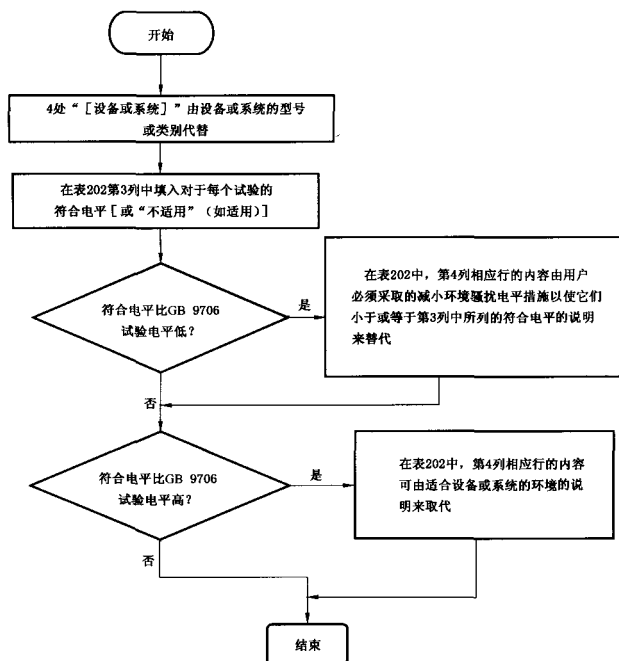 开始
4处“［设备或系统］”由设备或系统的型号
或类别代替
在表202第3列中填入对于每个试验的
符合电平［或“不适用”（如适用）］
符合电平比GB 9706
试验电平低？
是
在表202中，第4列相应行的内容由用户
必须采取的减小环境骚扰电平措施以使它们
小于或等于第3列中所列的符合电平的说明
来替代
否
符合电平比GB 9706
试验电平高？
是
在表202中，第4列相应行的内容
可由适合设备或系统的环境的说
明来取代
否
结束